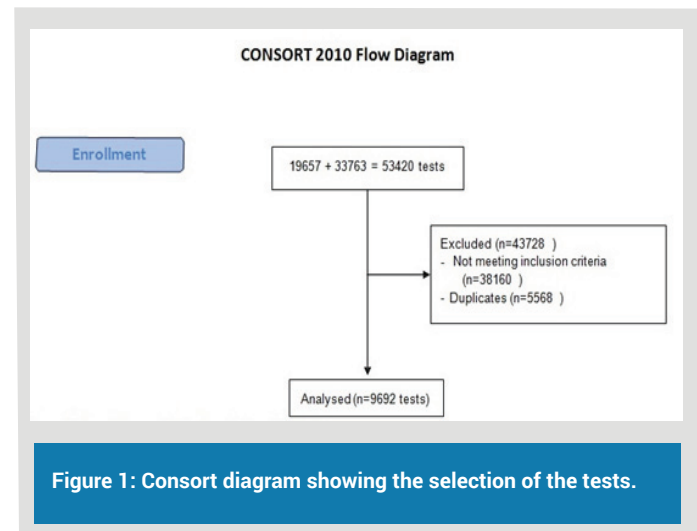 CONSORT 2010 Flow Diagram
Enrollment
19657 + 33763 = 53420 tests
Excluded (n=43728 )
- Not meeting inclusion criteria
(n=38160 )
- Duplicates (n=5568 )
Analysed (n=9692 tests)
Figure 1: Consort diagram showing the selection of the tests.